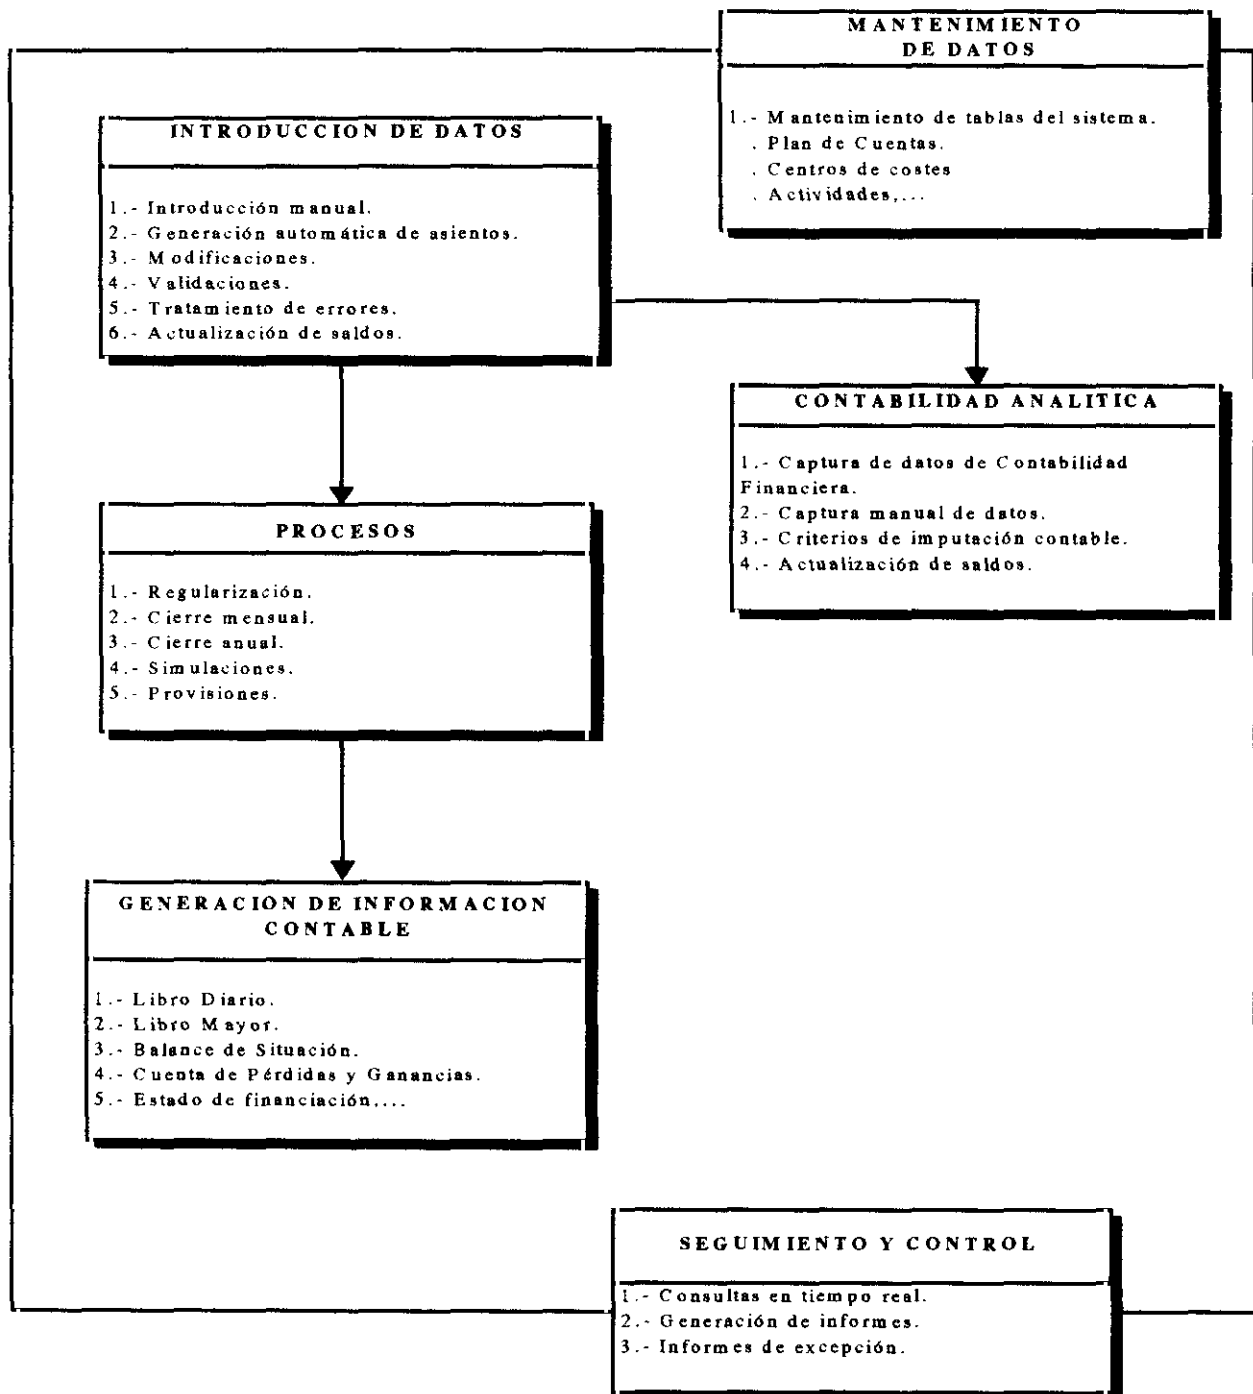 MANTENIMIENTO
DE DATOS
1.- Mantenimiento de tablas del sistema.
. Plan de Cuentas.
. Centros de costes
. Actividades,...
INTRODUCCION DE DATOS
1.- Introducción manual.
2.- Generación automática de asientos.
3.- Modificaciones.
4.- Validaciones.
5.- Tratamiento de errores.
6.- Actualización de saldos.
CONTABILIDAD ANALITICA
1.- Captura de datos de Contabilidad
Financiera.
2.- Captura manual de datos.
3.- Criterios de imputación contable.
4.- Actualización de saldos.
PROCESOS
1.- Regularización.
2.- Cierre mensual.
3.- Cierre anual.
4.- Simulaciones.
5.- Provisiones.
GENERACION DE INFORMACION
CONTABLE
1.- Libro Diario.
2.- Libro Mayor.
3.- Balance de Situación.
4.- Cuenta de Pérdidas y Ganancias.
5.- Estado de financiación,...
SEGUIMIENTO Y CONTROL
1.- Consultas en tiempo real.
2.- Generación de informes.
3.- Informes de excepción.